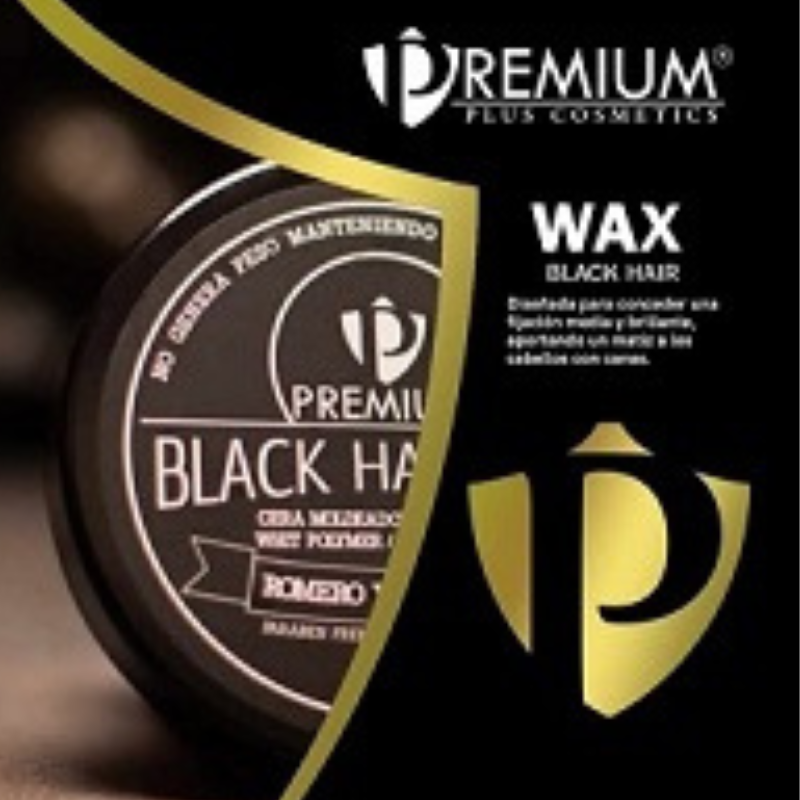 PREMIUM®
PLUS COSMETICS
WAX
BLACK HAIR
Diseñada para conceder una
fijación media y brillante,
aportando un matiz a los
cabellos con canas.
NO GENERA PESO MANTENIENDO
PREMIU
BLACK HA
CERA MOLDEADO
WHET POLYMER
ROMERO Y
PARABEN FREE